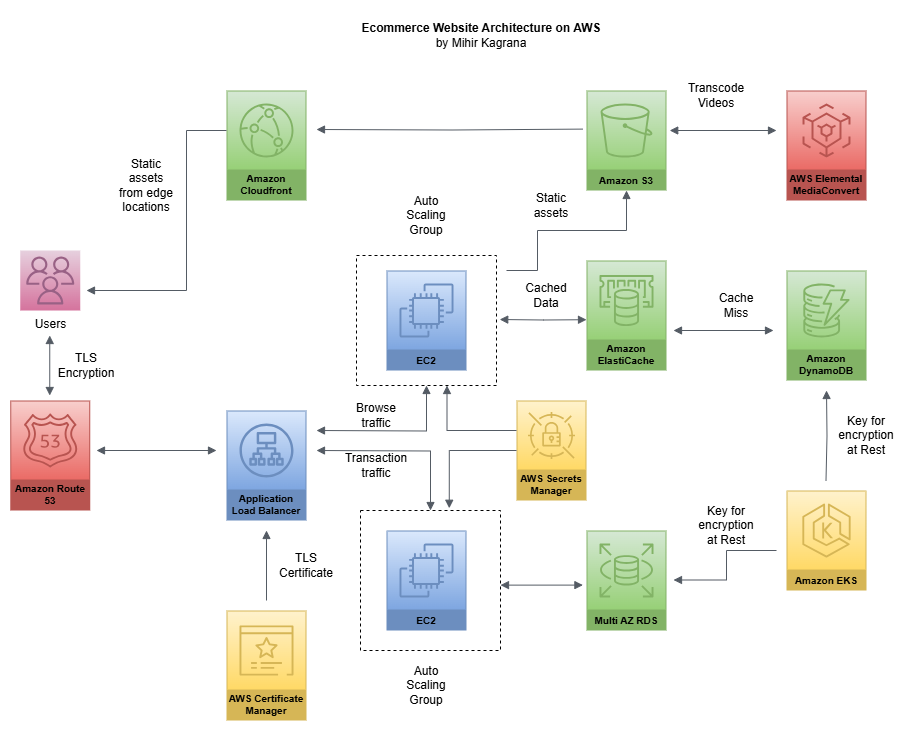 Ecommerce Website Architecture on AWS
by Mihir Kagrana
Transcode
Videos
Amazon
Cloudfront
Amazon S3
AWS Elemental
MediaConvert
Static
assets
from edge
locations
Auto
Scaling
Group
Static
assets
Users
EC2
Cached
Data
Amazon
ElastiCache
Cache
Miss
Amazon
DynamoDB
TLS
Encryption
53
Amazon Route
53
Browse
traffic
Transaction
traffic
Application
Load Balancer
AWS Secrets
Manager
Key for
encryption
at Rest
Key for
encryption
at Rest
K
Amazon EKS
TLS
Certificate
EC2
Multi AZ RDS
AWS Certificate
Manager
Auto
Scaling
Group